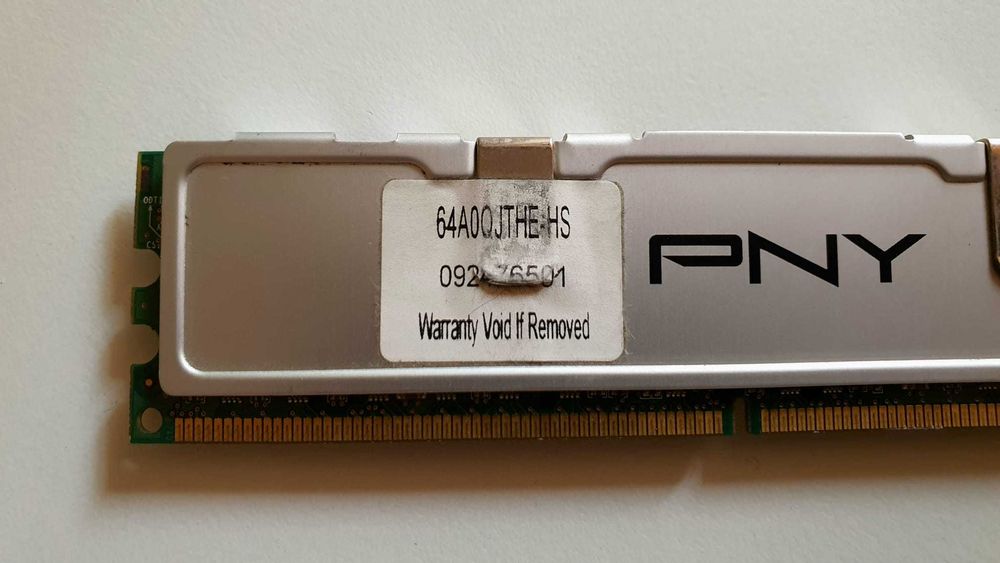 64A0QJTHE-HS
Warranty Void If Removed
PNY